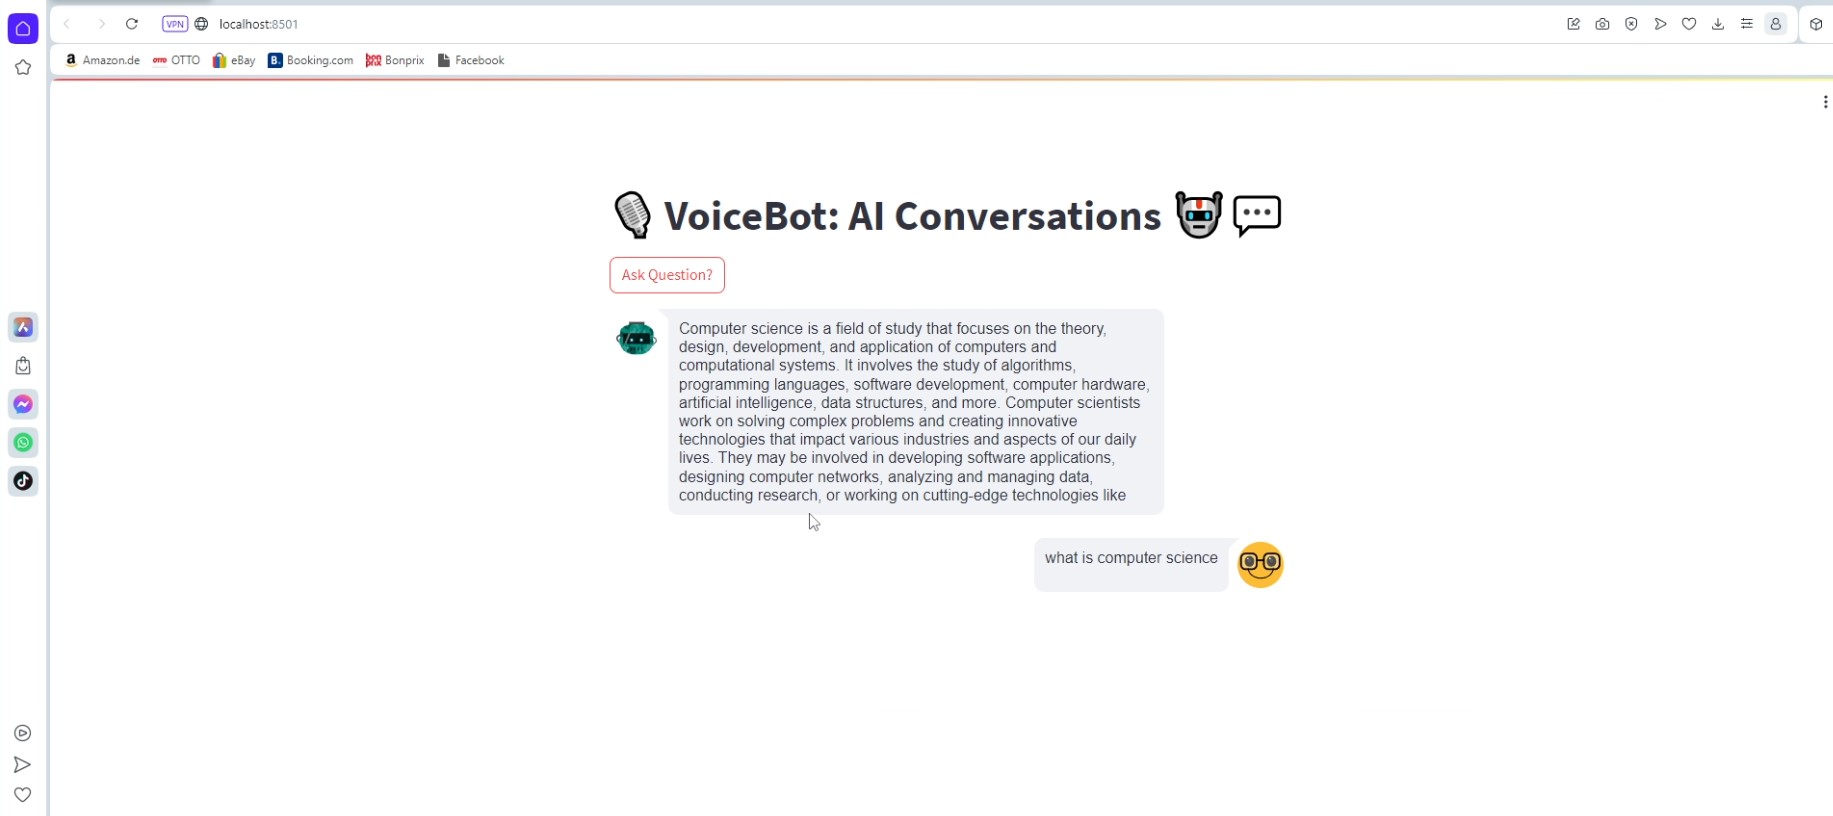 VPN
localhost:8501
a Amazon.de OTTO OTTO eBay B. Booking.com bon prix Bonprix Facebook
VoiceBot: AI Conversations
Ask Question?
Computer science is a field of study that focuses on the theory,
design, development, and application of computers and
computational systems. It involves the study of algorithms,
programming languages, software development, computer hardware,
artificial intelligence, data structures, and more. Computer scientists
work on solving complex problems and creating innovative
technologies that impact various industries and aspects of our daily
lives. They may be involved in developing software applications,
designing computer networks, analyzing and managing data,
conducting research, or working on cutting-edge technologies like
what is computer science